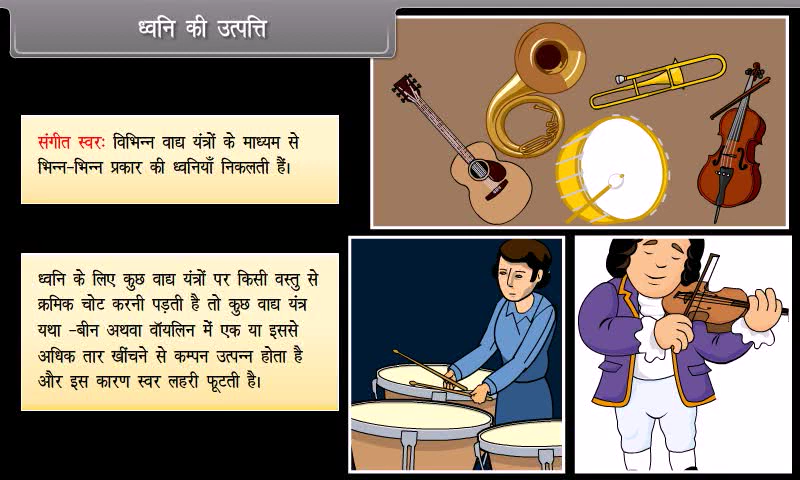 ध्वनि की उत्पत्ति
संगीत स्वरः विभिन्न वाद्य यंत्रों के माध्यम से
भिन्न-भिन्न प्रकार की ध्वनियाँ निकलती हैं।
ध्वनि के लिए कुछ वाद्य यंत्रों पर किसी वस्तु से
क्रमिक चोट करनी पड़ती है तो कुछ वाद्य यंत्र
यथा -बीन अथवा वॉयलिन में एक या इससे
अधिक तार खींचने से कम्पन उत्पन्न होता है
और इस कारण स्वर लहरी फूटती है।